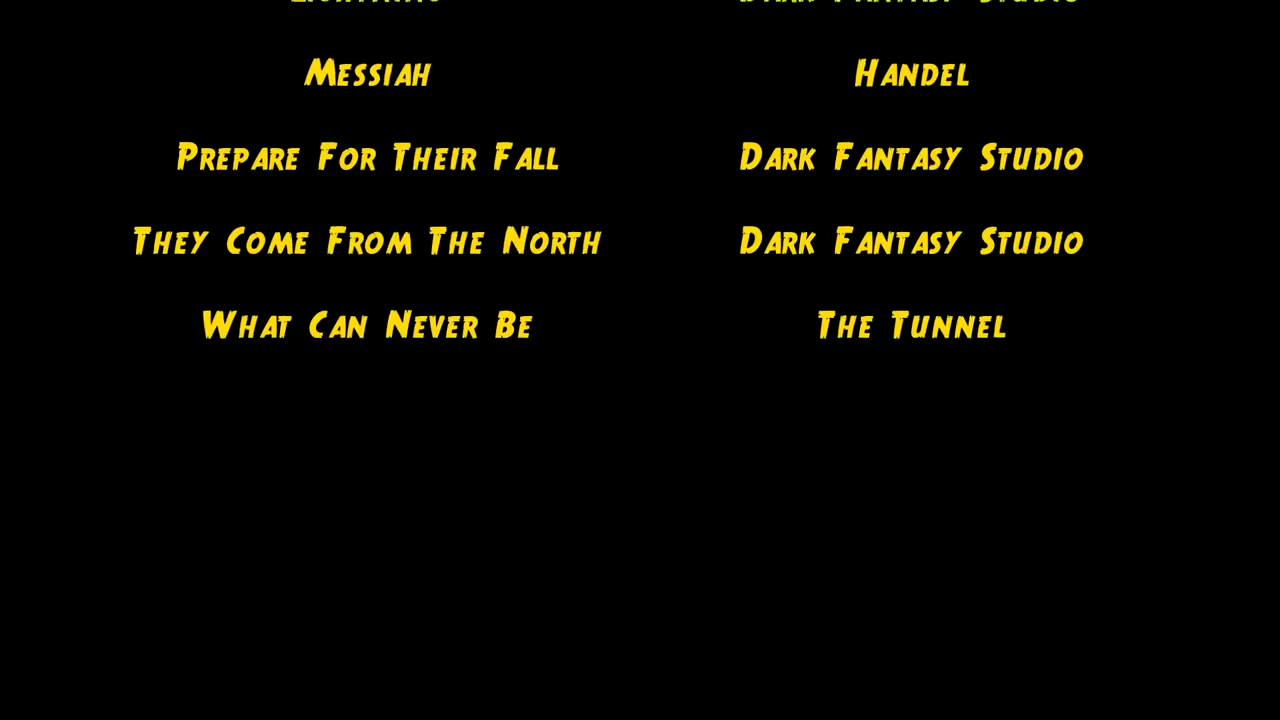 Messiah Handel
Prepare For Their Fall Dark Fantasy Studio
They Come From The North Dark Fantasy Studio
What Can Never Be The Tunnel